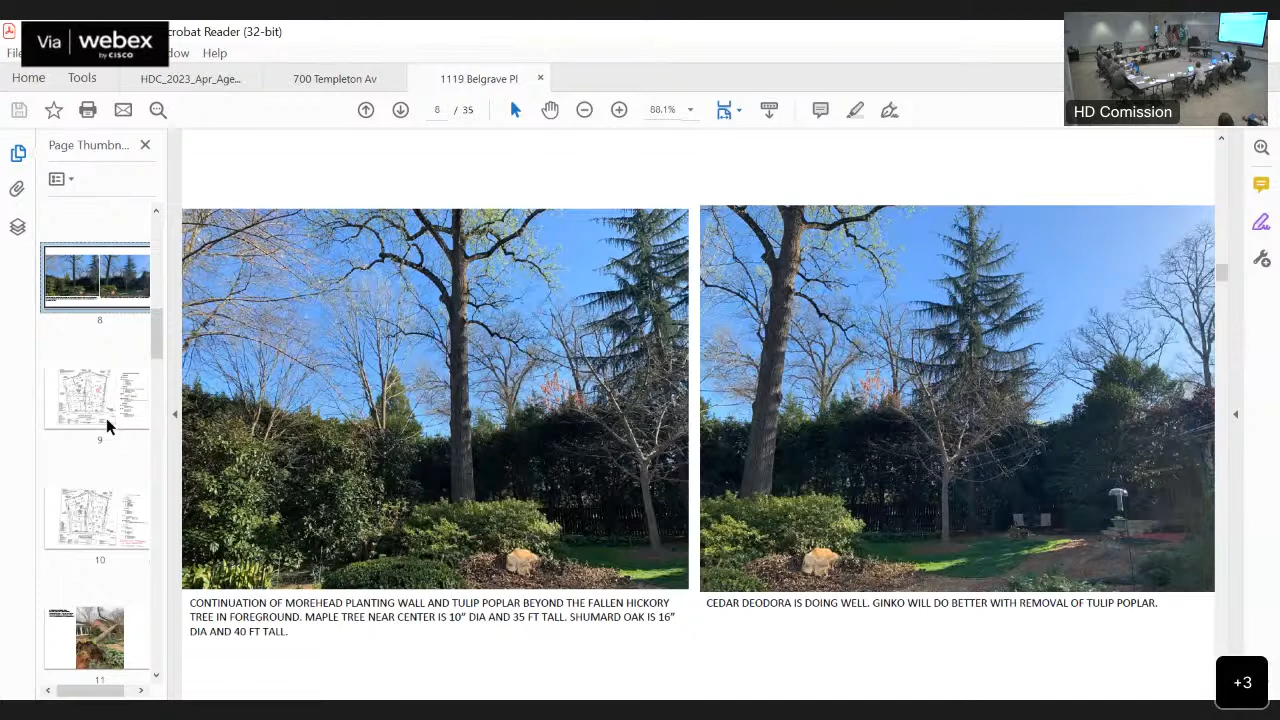 Via webex
by CISCO
crobat Reader (32-bit)
dow Help
Home Tools HDC_2023_Apr_Age... 700 Templeton Av 1119 Belgrave Pl
8 / 35 88.1%
HD Comission
Page Thumbn...
8
9
10
11
CONTINUATION OF MOREHEAD PLANTING WALL AND TULIP POPLAR BEYOND THE FALLEN HICKORY
TREE IN FOREGROUND. MAPLE TREE NEAR CENTER IS 10" DIA AND 35 FT TALL. SHUMARD OAK IS 16"
DIA AND 40 FT TALL.
CEDAR DEODORA IS DOING WELL. GINKO WILL DO BETTER WITH REMOVAL OF TULIP POPLAR.
+3